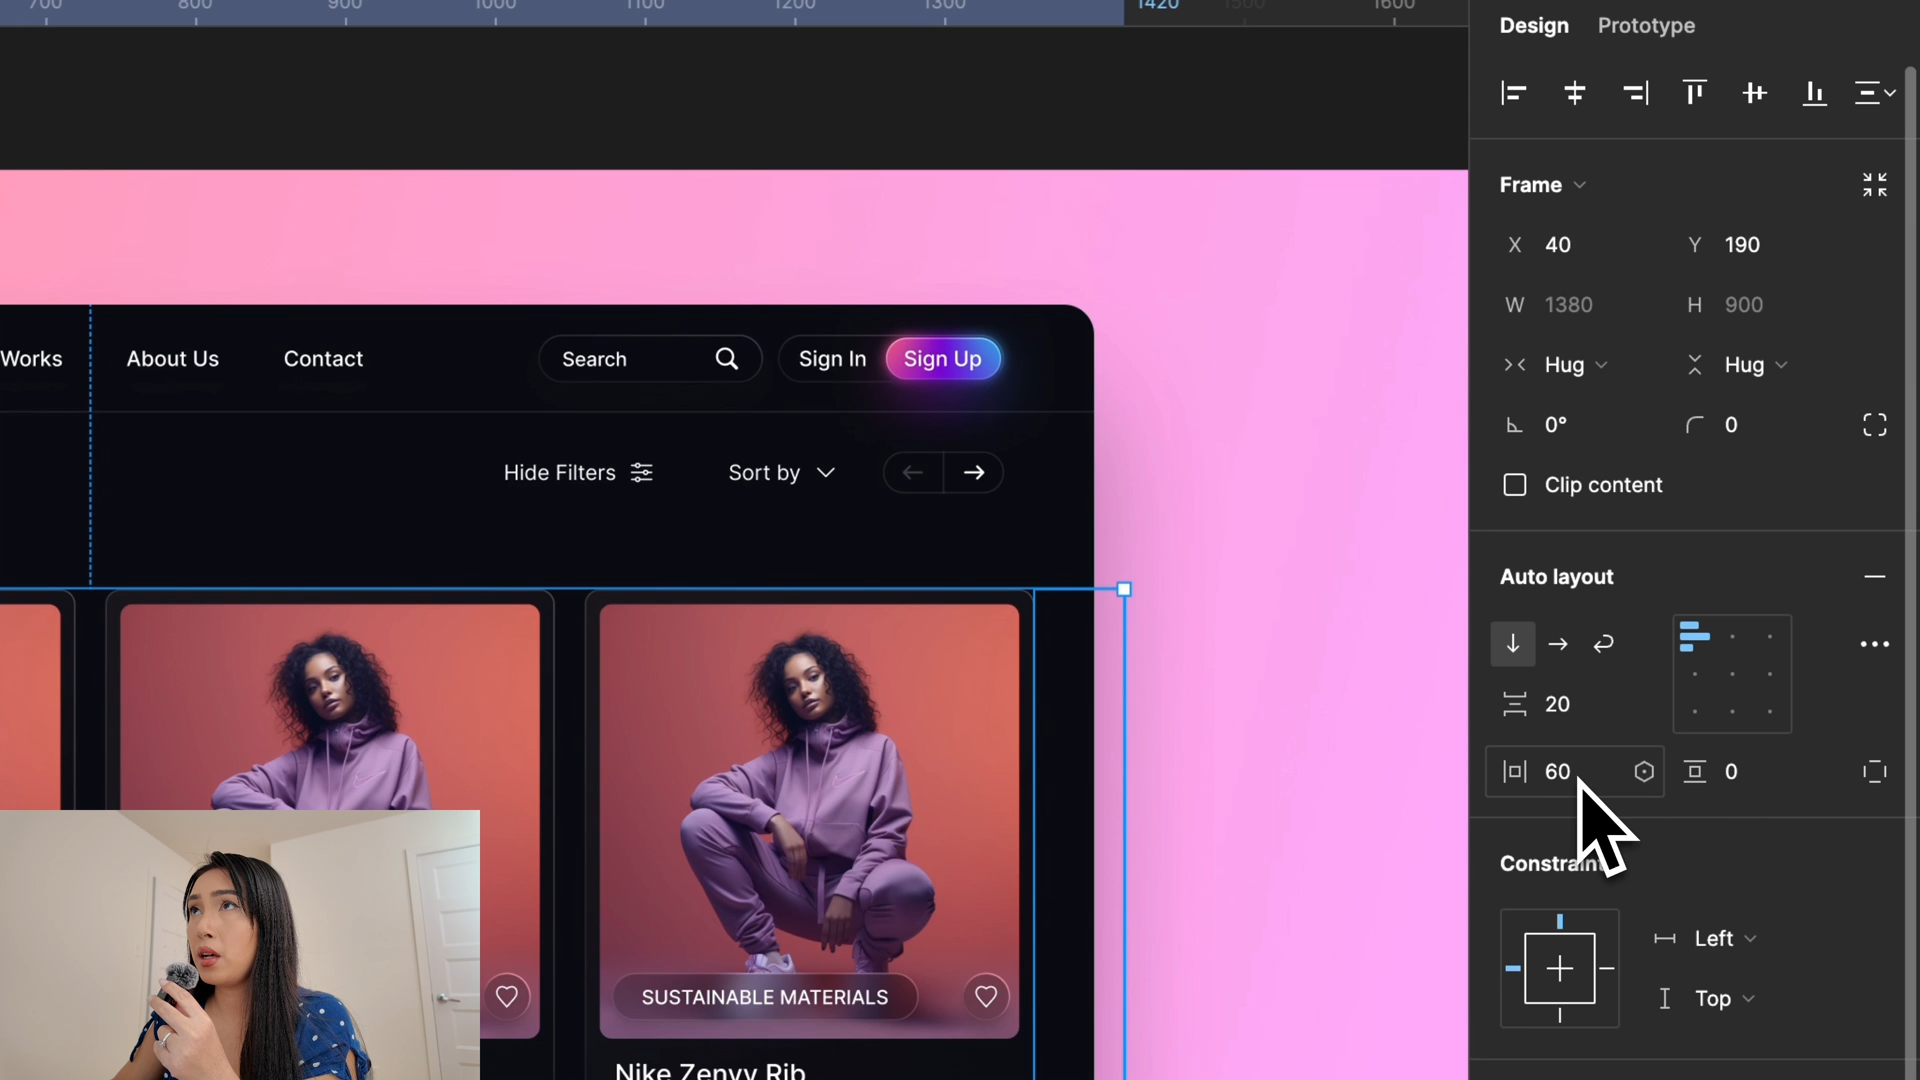 700 800 900 1000 1100 1200 1300 1420 1500 1600
Design Prototype
Frame
X 40 Y 190
W 1380 H 900
Hug Hug
0° 0
Clip content
Auto layout
20
60 0
Constraints
Left
Top
Works About Us Contact Search Sign In Sign Up
Hide Filters Sort by
SUSTAINABLE MATERIALS
Nike Zenvy Rib